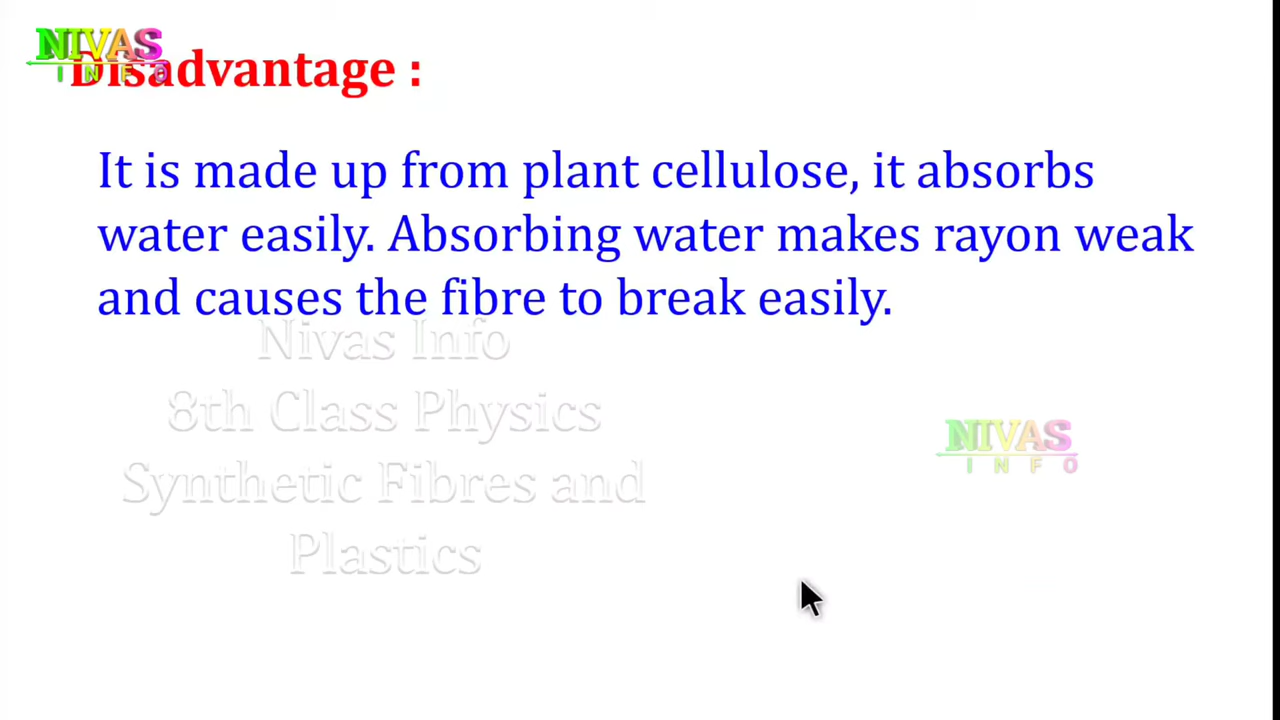 NIVAS
INFO
Disadvantage :
It is made up from plant cellulose, it absorbs
water easily. Absorbing water makes rayon weak
and causes the fibre to break easily.
Nivas Info
8th Class Physics
Synthetic Fibres and
Plastics
NIVAS
INFO